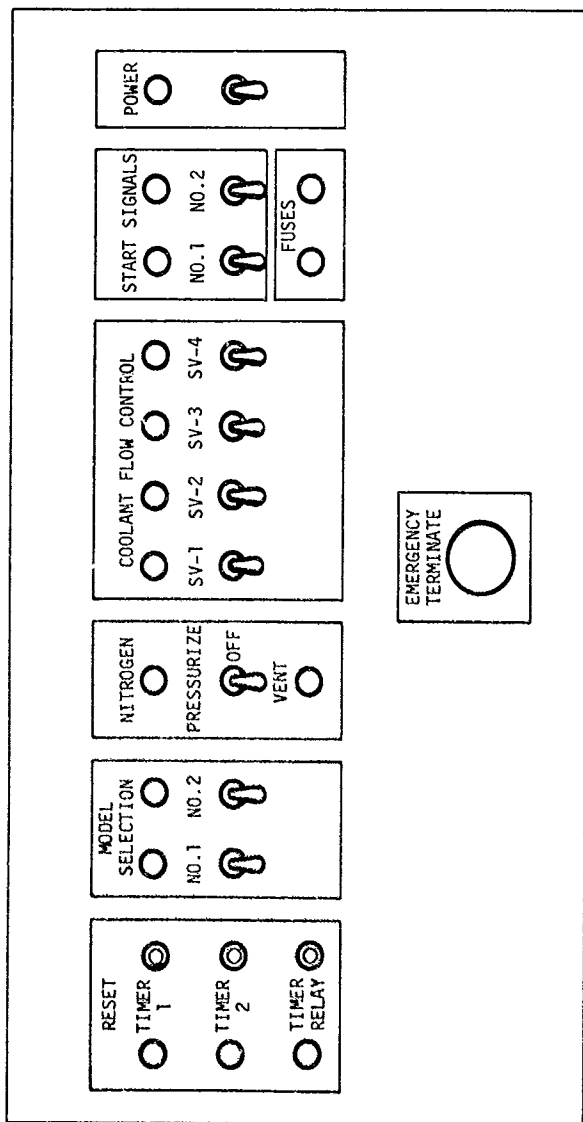 RESET
TIMER
1
TIMER
2
TIMER
RELAY
MODEL
SELECTION
NO.1 NO.2
NITROGEN
PRESSURIZE
OFF
VENT
COOLANT FLOW CONTROL
SV-1 SV-2 SV-3 SV-4
START SIGNALS
NO.1 NO.2
FUSES
POWER
EMERGENCY
TERMINATE